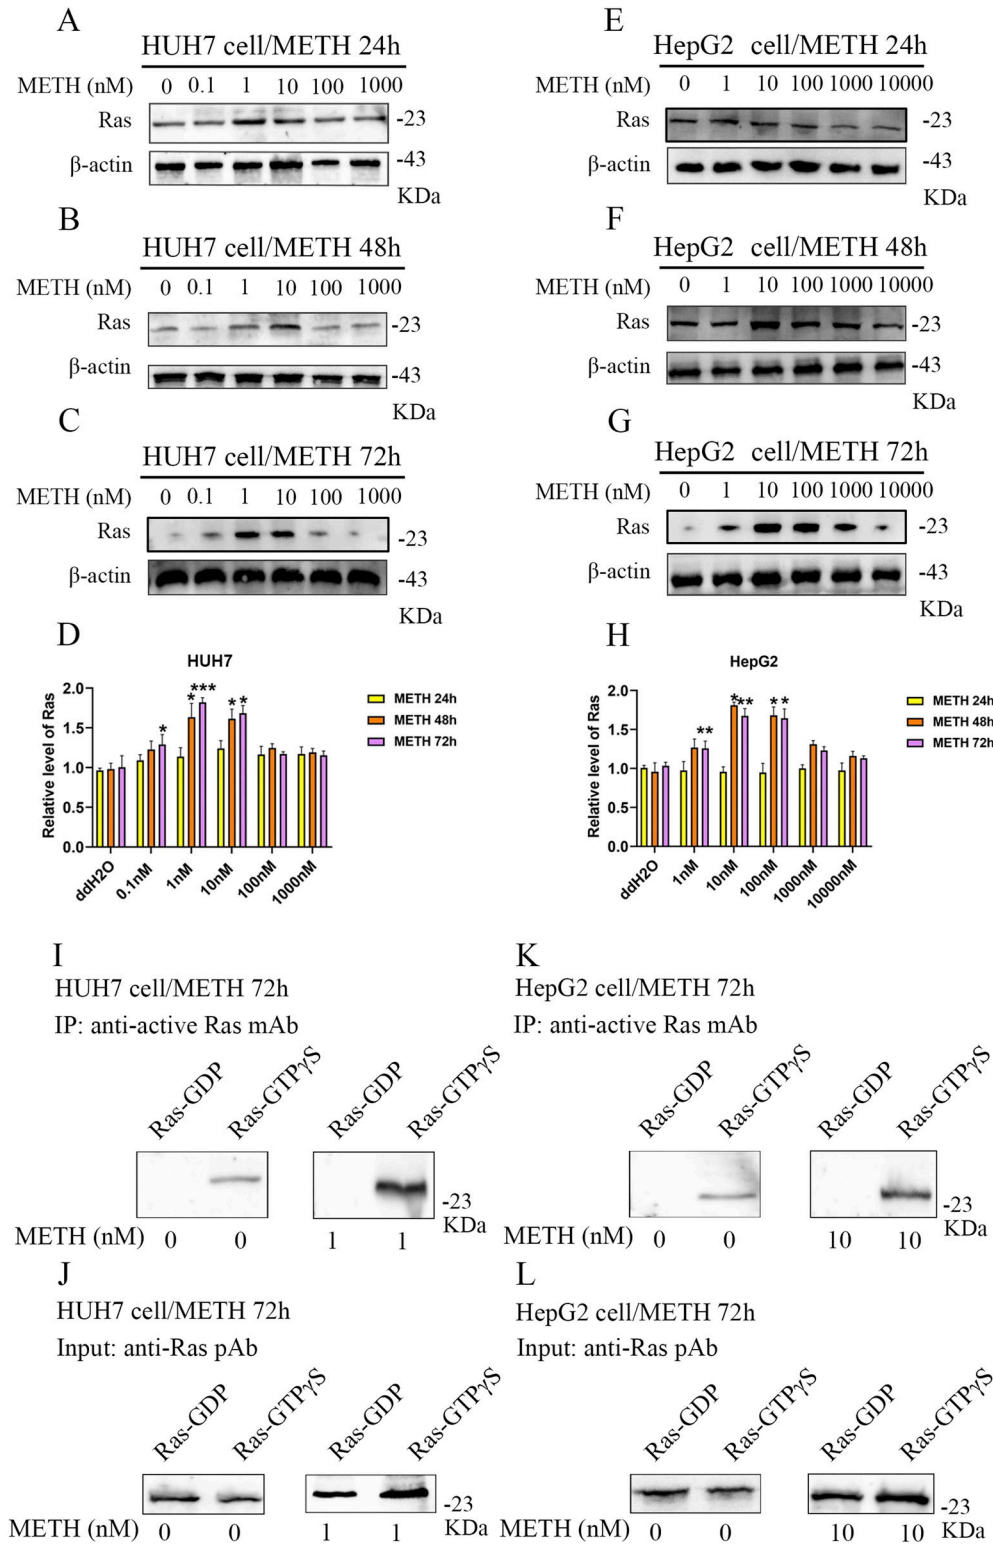 A
HUH7 cell/METH 24h
METH (nM) 0 0.1 1 10 100 1000
Ras -23
β-actin -43
KDa
B
HUH7 cell/METH 48h
METH (nM) 0 0.1 1 10 100 1000
Ras -23
β-actin -43
KDa
C
HUH7 cell/METH 72h
METH (nM) 0 0.1 1 10 100 1000
Ras -23
β-actin -43
KDa
D
HUH7
Relative level of Ras
2.0
1.5
1.0
0.5
0.0
* * *** * *
ddH2O 0.1nM 1nM 10nM 100nM 1000nM
METH 24h
METH 48h
METH 72h
E
HepG2 cell/METH 24h
METH (nM) 0 1 10 100 1000 10000
Ras -23
β-actin -43
KDa
F
HepG2 cell/METH 48h
METH (nM) 0 1 10 100 1000 10000
Ras -23
β-actin -43
KDa
G
HepG2 cell/METH 72h
METH (nM) 0 1 10 100 1000 10000
Ras -23
β-actin -43
KDa
H
HepG2
Relative level of Ras
2.0
1.5
1.0
0.5
0.0
** * ** * *
ddH2O 1nM 10nM 100nM 1000nM 10000nM
METH 24h
METH 48h
METH 72h
I
HUH7 cell/METH 72h
IP: anti-active Ras mAb
Ras-GDP Ras-GTPγS Ras-GDP Ras-GTPγS
-23
KDa
METH (nM) 0 0 1 1
J
HUH7 cell/METH 72h
Input: anti-Ras pAb
Ras-GDP Ras-GTPγS Ras-GDP Ras-GTPγS
-23
METH (nM) 0 0 1 1 KDa
K
HepG2 cell/METH 72h
IP: anti-active Ras mAb
Ras-GDP Ras-GTPγS Ras-GDP Ras-GTPγS
-23
KDa
METH (nM) 0 0 10 10
L
HepG2 cell/METH 72h
Input: anti-Ras pAb
Ras-GDP Ras-GTPγS Ras-GDP Ras-GTPγS
-23
METH (nM) 0 0 10 10 KDa